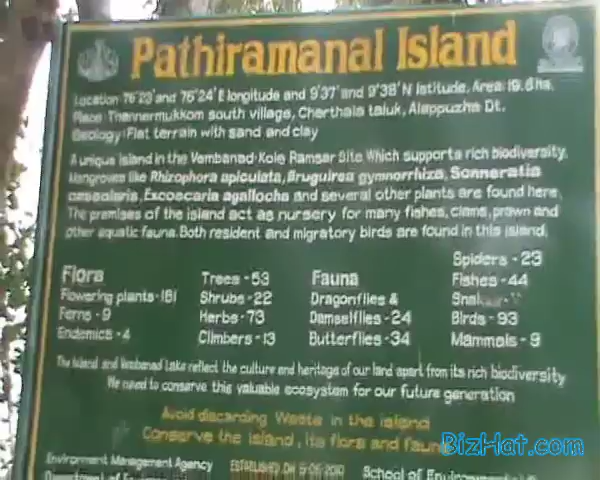 Pathiramanal Island
Location 76°23' and 76°24' E longitude and 9°37' and 9°38' N latitude, Area: 19.6 ha.
Place: Thannermukkom south village, Cherthala taluk, Alappuzha Dt.
Geology: Flat terrain with sand and clay
A unique island in the Vembanad-Kole Ramsar Site Which supports rich biodiversity.
Mangroves like Rhizophora apiculata, Bruguirea gymnorrhiza, Sonneratia
caseolaris, Excoecaria agallocha and several other plants are found here.
The premises of the island act as nursery for many fishes, clams, prawn and
other aquatic fauna. Both resident and migratory birds are found in this island.
Flora
Flowering plants-161
Ferns - 9
Endemics - 4
Trees - 53
Shrubs - 22
Herbs - 73
Climbers - 13
Fauna
Dragonflies &
Damselflies - 24
Butterflies - 34
Spiders - 23
Fishes - 44
Birds - 93
Mammals - 9
The Island and Vembanad Lake reflect the culture and heritage of our land apart from its rich biodiversity
We need to conserve this valuable ecosystem for our future generation
Avoid discarding Waste in the island
Conserve the island, its flora and fauna
BizHat.com
Environment Management Agency
ESTABLISHED ON 5-06-2010
School of Environmental